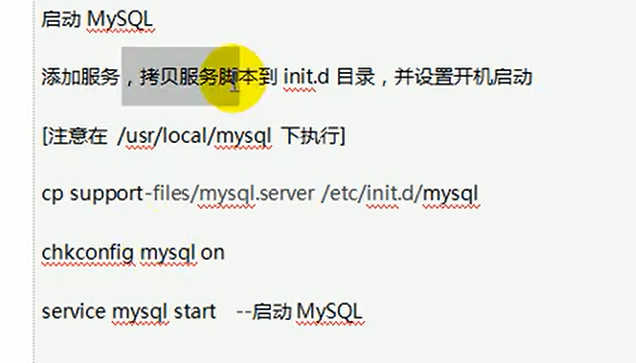 启动 MySQL
添加服务，拷贝服务脚本到 init.d 目录，并设置开机启动
[注意在 /usr/local/mysql 下执行]
cp support-files/mysql.server /etc/init.d/mysql
chkconfig mysql on
service mysql start --启动 MySQL